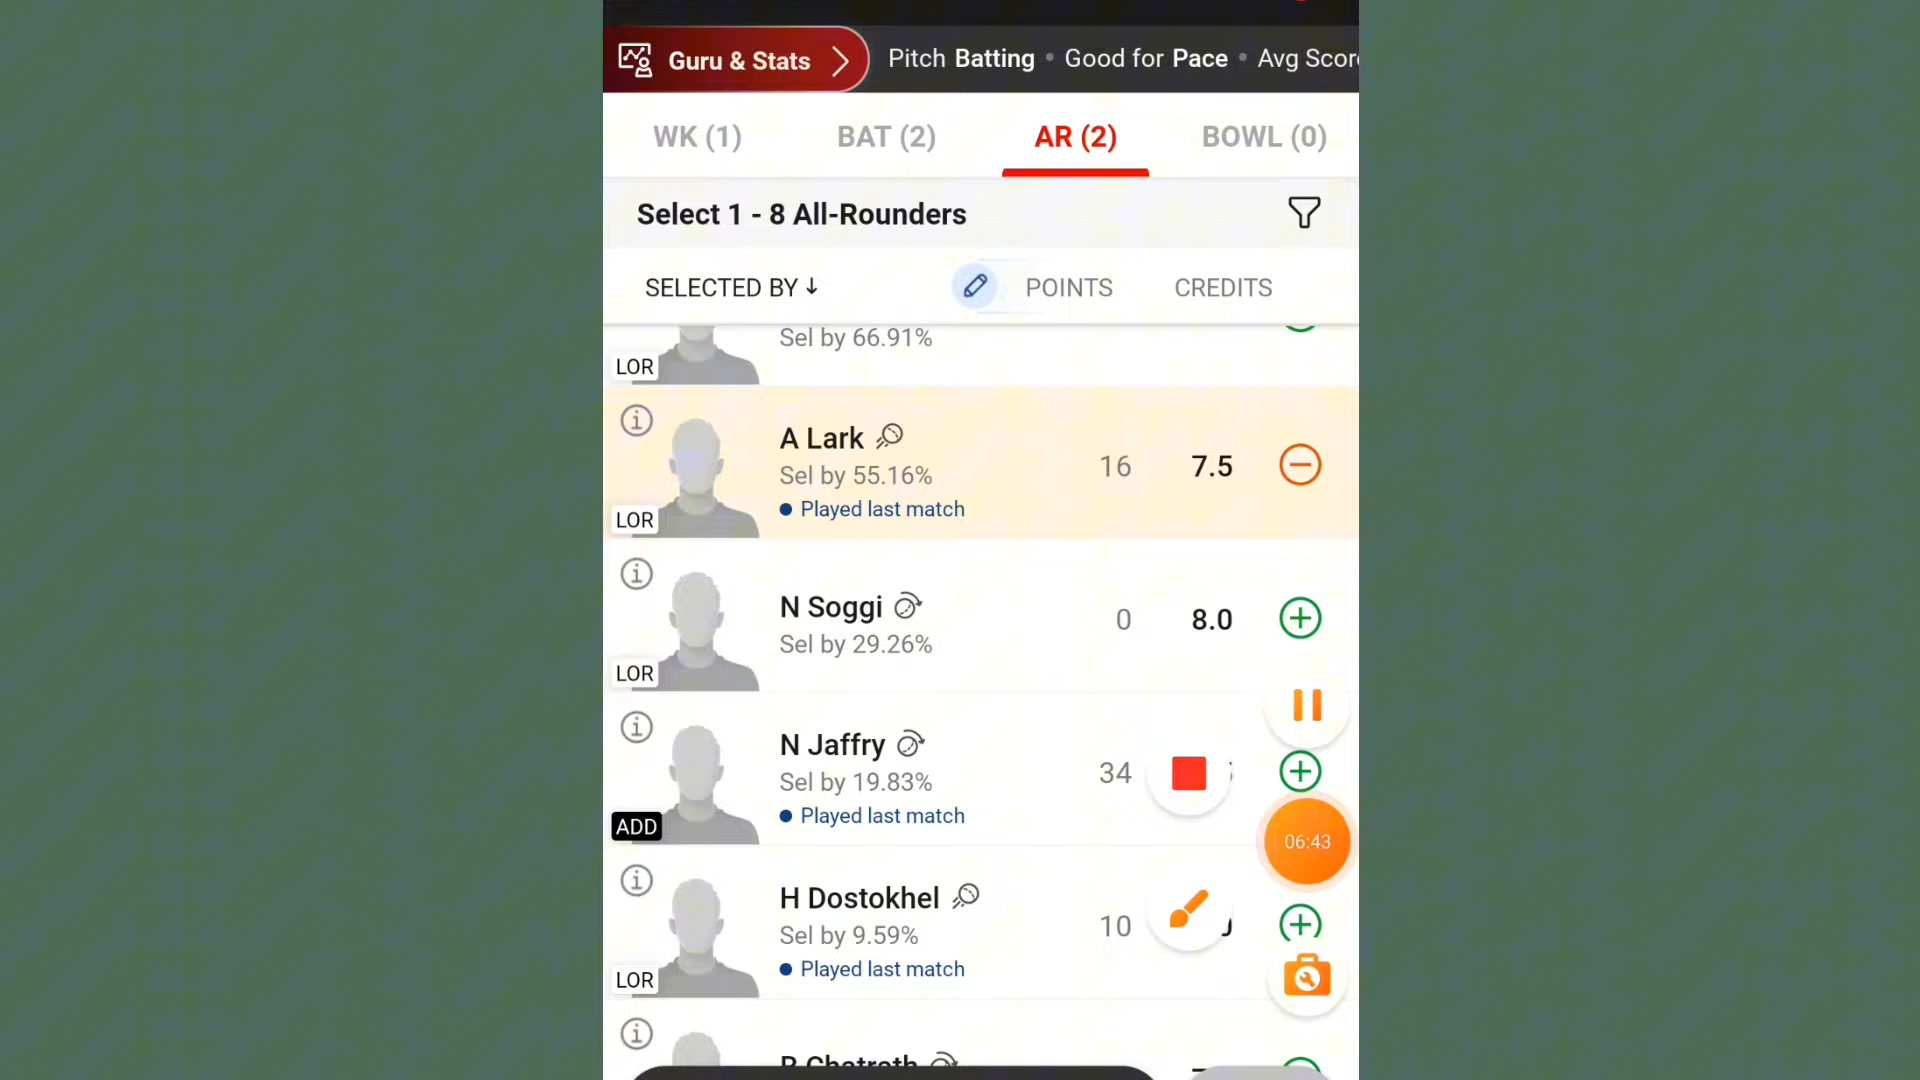 Guru & Stats
Pitch Batting • Good for Pace • Avg Score
WK (1)
BAT (2)
AR (2)
BOWL (0)
Select 1 - 8 All-Rounders
SELECTED BY ↓
POINTS
CREDITS
Sel by 66.91%
LOR
A Lark
Sel by 55.16%
Played last match
16
7.5
LOR
N Soggi
Sel by 29.26%
0
8.0
LOR
N Jaffry
Sel by 19.83%
Played last match
34
ADD
06:43
H Dostokhel
Sel by 9.59%
Played last match
10
LOR